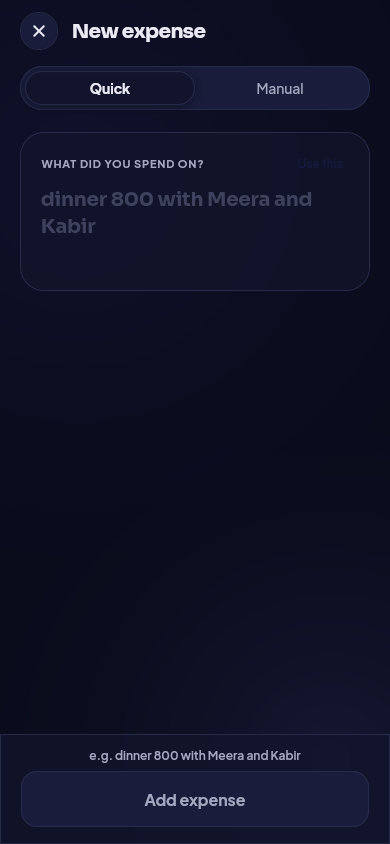 New expense
Quick
Manual
WHAT DID YOU SPEND ON?
Use this
dinner 800 with Meera and
Kabir
e.g. dinner 800 with Meera and Kabir
Add expense